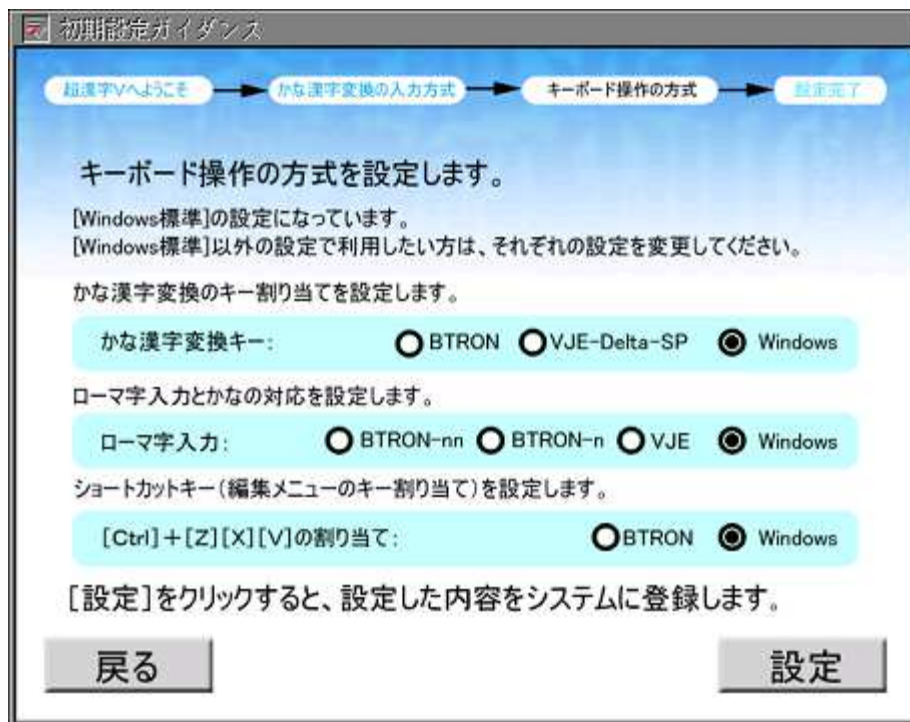 初期設定ガイダンス
超漢字Vへようこそ かな漢字変換の入力方式 キーボード操作の方式 設定完了
キーボード操作の方式を設定します。
[Windows標準]の設定になっています。
[Windows標準]以外の設定で利用したい方は、それぞれの設定を変更してください。
かな漢字変換のキー割り当てを設定します。
かな漢字変換キー: BTRON VJE-Delta-SP Windows
ローマ字入力とかなの対応を設定します。
ローマ字入力: BTRON-nn BTRON-n VJE Windows
ショートカットキー(編集メニューのキー割り当て)を設定します。
[Ctrl]+[Z][X][V]の割り当て: BTRON Windows
[設定]をクリックすると、設定した内容をシステムに登録します。
戻る 設定